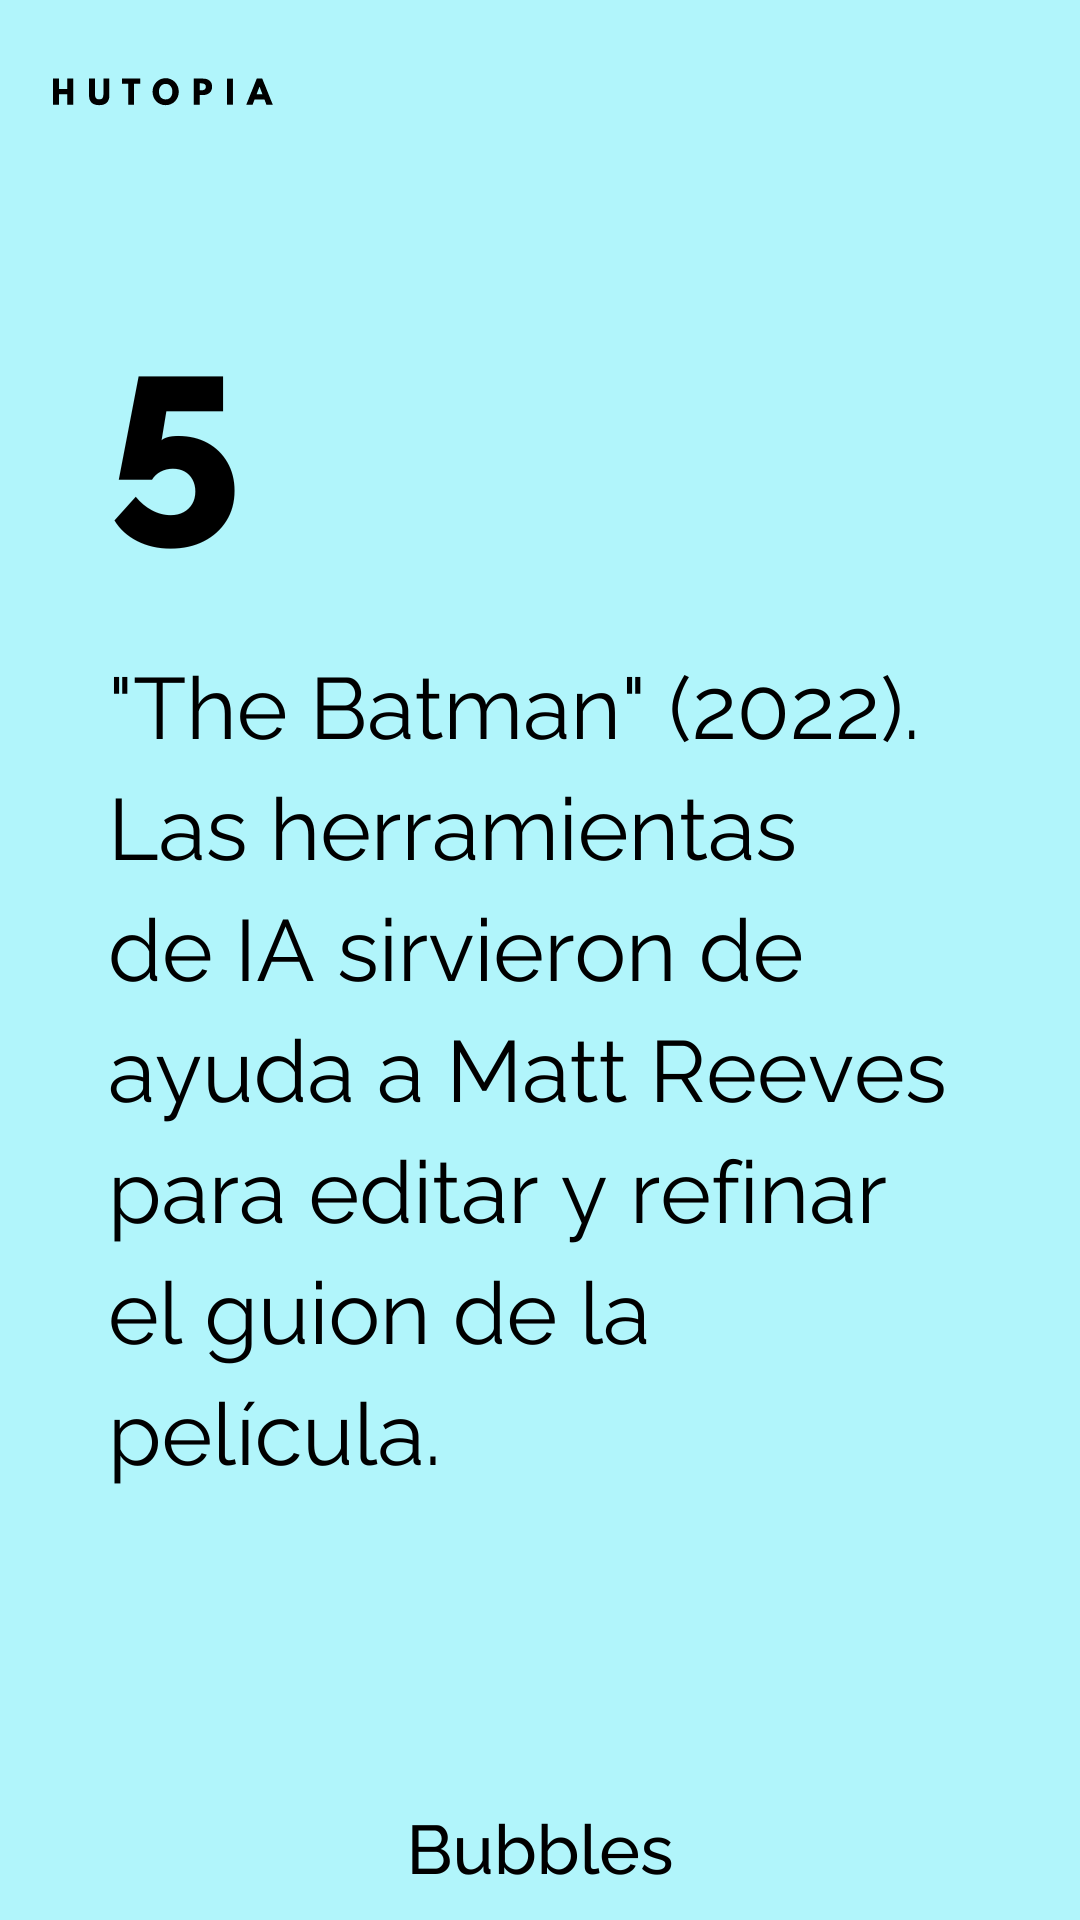 HUTOPIA
5
"The Batman" (2022).
Las herramientas
de IA sirvieron de
ayuda a Matt Reeves
para editar y refinar
el guion de la
película.
Bubbles